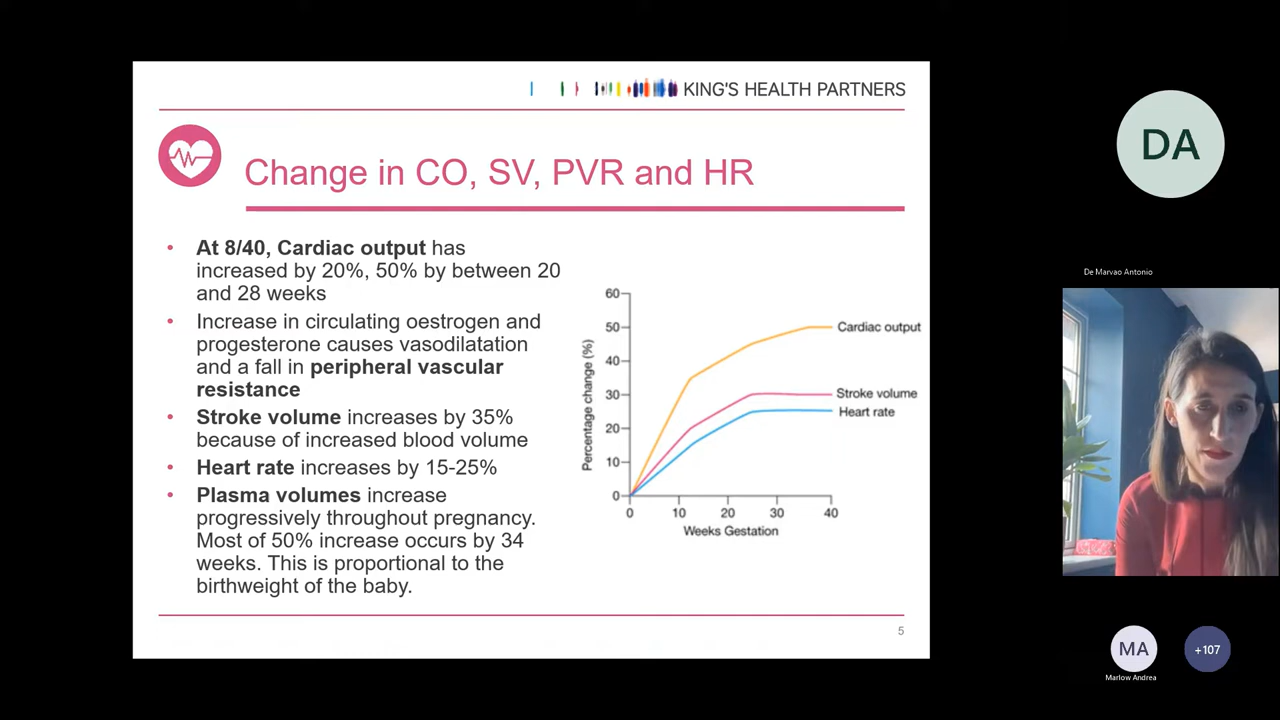 KING'S HEALTH PARTNERS
Change in CO, SV, PVR and HR
• At 8/40, Cardiac output has
increased by 20%, 50% by between 20
and 28 weeks
• Increase in circulating oestrogen and
progesterone causes vasodilatation
and a fall in peripheral vascular
resistance
• Stroke volume increases by 35%
because of increased blood volume
• Heart rate increases by 15-25%
• Plasma volumes increase
progressively throughout pregnancy.
Most of 50% increase occurs by 34
weeks. This is proportional to the
birthweight of the baby.
Percentage change (%)
60
50
40
30
20
10
0
0 10 20 30 40
Weeks Gestation
Cardiac output
Stroke volume
Heart rate
5
DA
De Marvao Antonio
MA
Marlow Andrea
+107